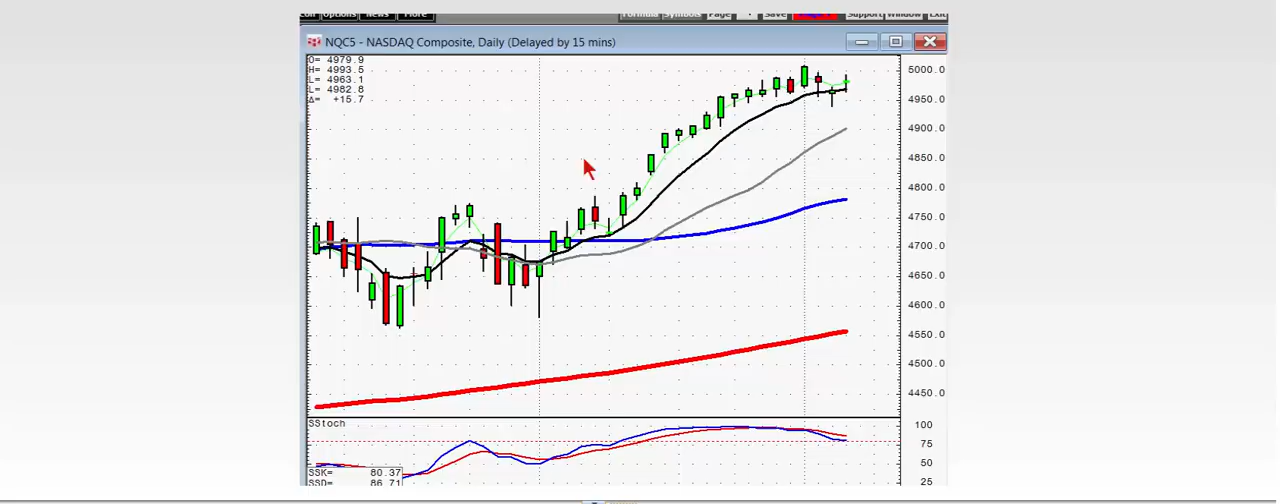 Options News More Formula Symbols Page Save Support Window Exit
NQC5 - NASDAQ Composite, Daily (Delayed by 15 mins)
O= 4979.9
H= 4993.5
L= 4963.1
L= 4982.8
Δ= +15.7
5000.0
4950.0
4900.0
4850.0
4800.0
4750.0
4700.0
4650.0
4600.0
4550.0
4500.0
4450.0
SStoch
100
75
50
25
SSK= 80.37
SSD= 86.71